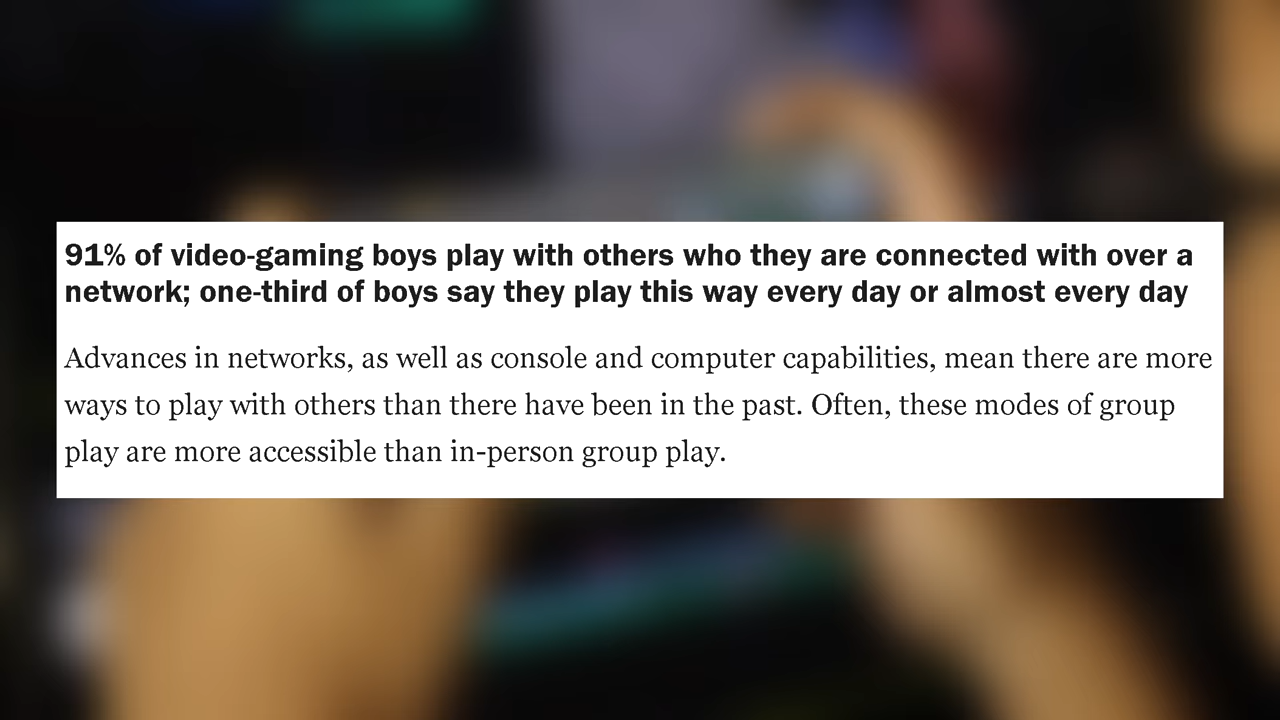 91% of video-gaming boys play with others who they are connected with over a
network; one-third of boys say they play this way every day or almost every day
Advances in networks, as well as console and computer capabilities, mean there are more
ways to play with others than there have been in the past. Often, these modes of group
play are more accessible than in-person group play.